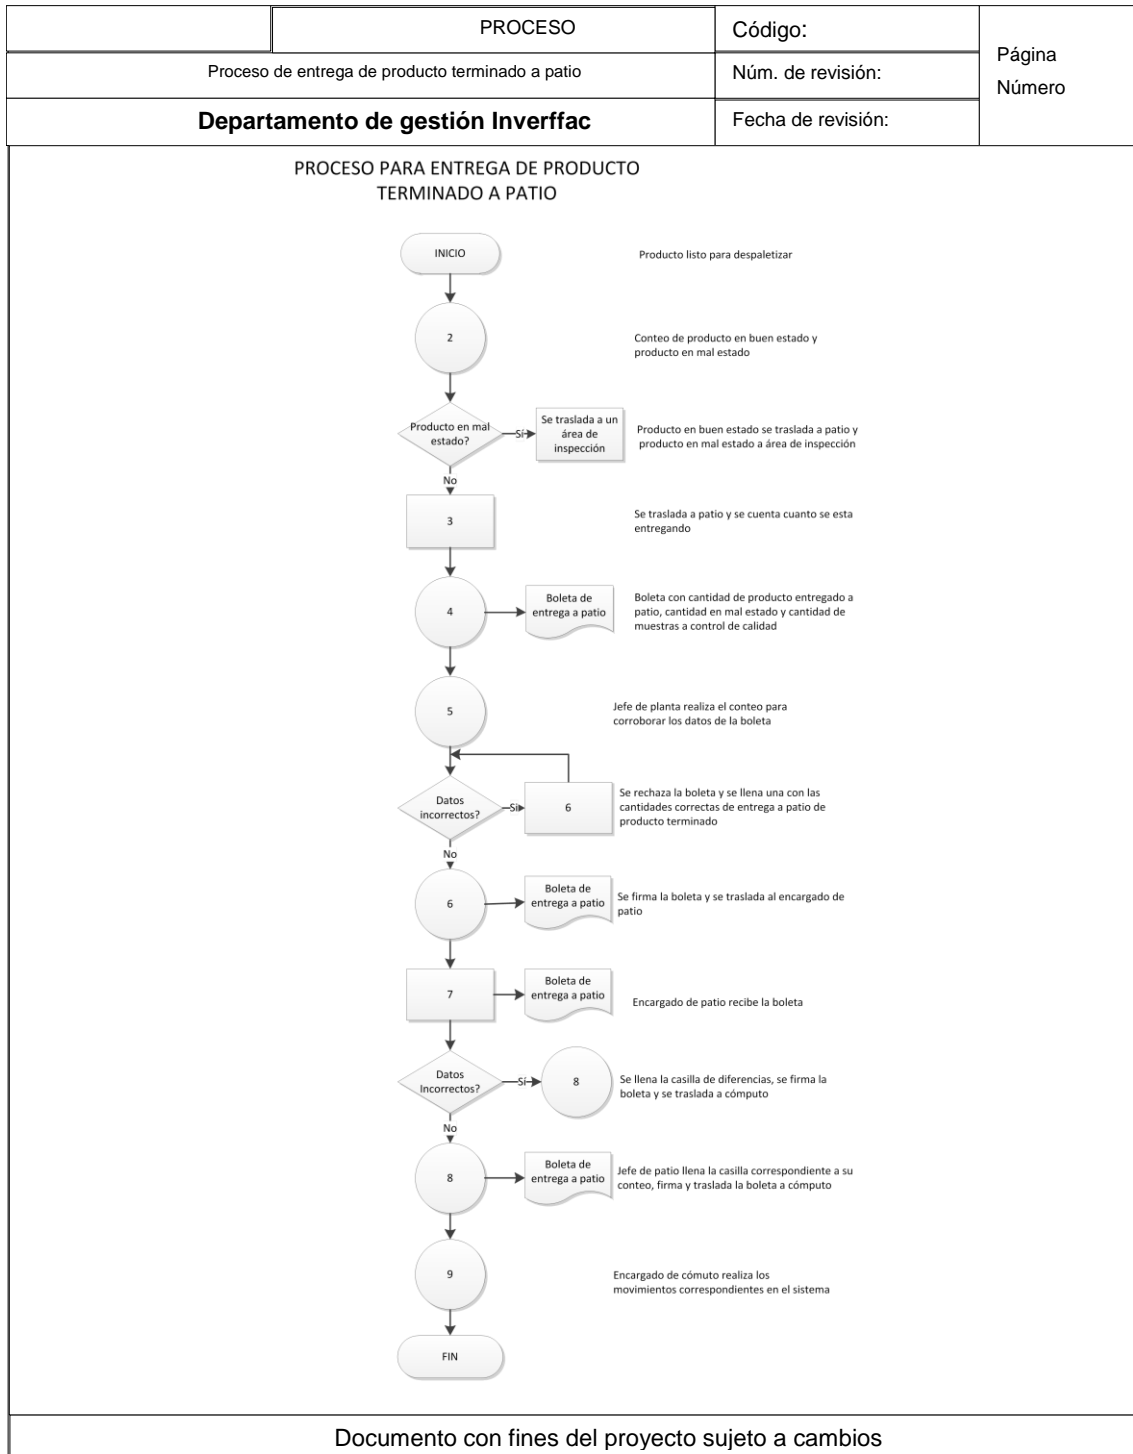 PROCESO
Código:
Página
Número
Proceso de entrega de producto terminado a patio
Núm. de revisión:
Departamento de gestión Inverffac
Fecha de revisión:
PROCESO PARA ENTREGA DE PRODUCTO
TERMINADO A PATIO
INICIO
Producto listo para despaletizar
2
Conteo de producto en buen estado y
producto en mal estado
Producto en mal
estado?
Sí
Se traslada a un
área de
inspección
Producto en buen estado se traslada a patio y
producto en mal estado a área de inspección
No
3
Se traslada a patio y se cuenta cuanto se esta
entregando
4
Boleta de
entrega a patio
Boleta con cantidad de producto entregado a
patio, cantidad en mal estado y cantidad de
muestras a control de calidad
5
Jefe de planta realiza el conteo para
corroborar los datos de la boleta
Datos
incorrectos?
Si
6
Se rechaza la boleta y se llena una con las
cantidades correctas de entrega a patio de
producto terminado
No
6
Boleta de
entrega a patio
Se firma la boleta y se traslada al encargado de
patio
7
Boleta de
entrega a patio
Encargado de patio recibe la boleta
Datos
Incorrectos?
Sí
8
Se llena la casilla de diferencias, se firma la
boleta y se traslada a cómputo
No
8
Boleta de
entrega a patio
Jefe de patio llena la casilla correspondiente a su
conteo, firma y traslada la boleta a cómputo
9
Encargado de cómuto realiza los
movimientos correspondientes en el sistema
FIN
Documento con fines del proyecto sujeto a cambios